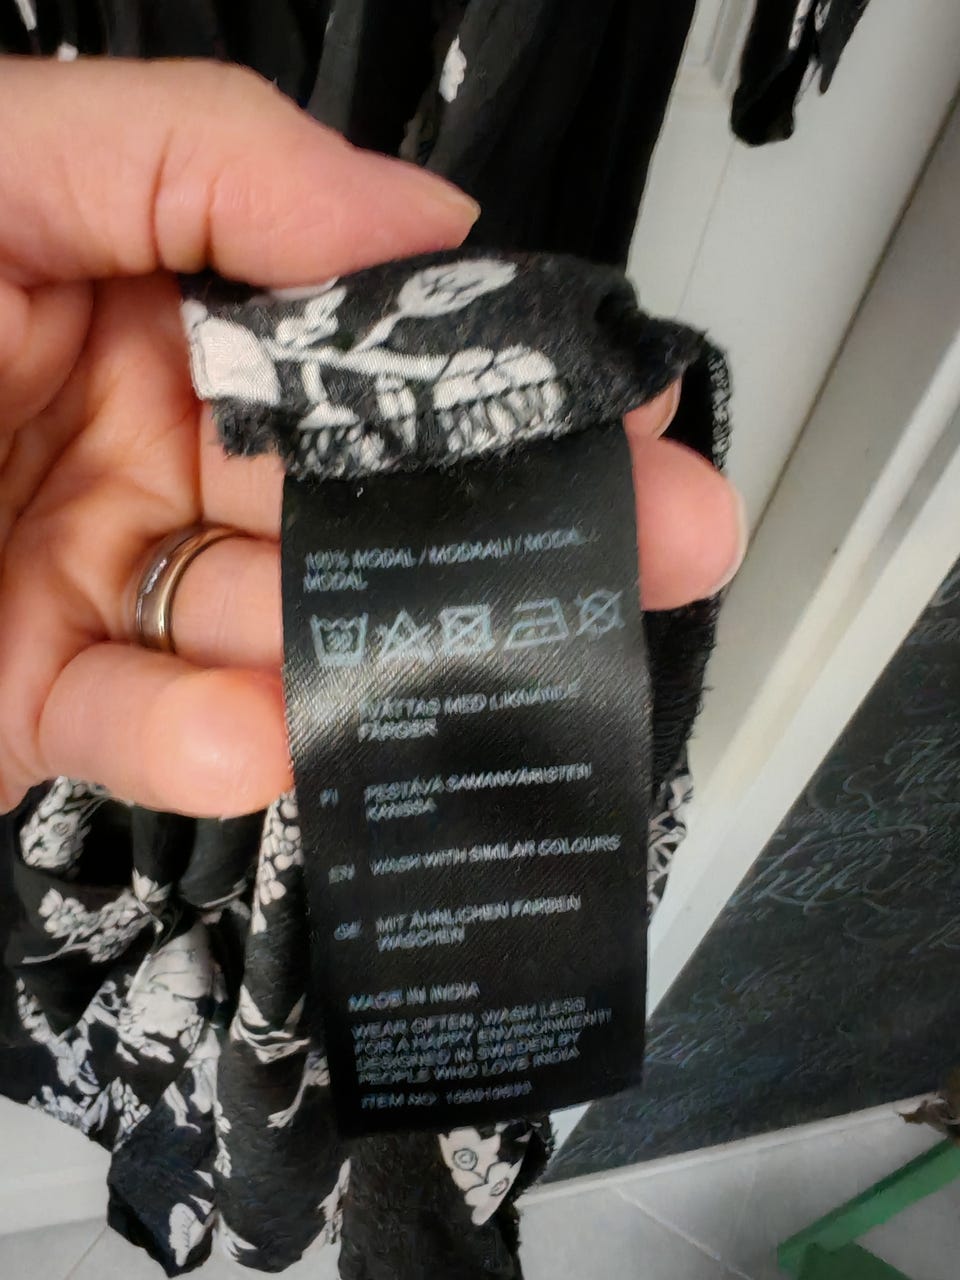 100% MODAL / MODAALI / MODA...
MODAL
TVÄTTAS MED LIKNANDE
FÄRGER
FI PESTÄVÄ SAMANVÄRISTEN
KANSSA
EN WASH WITH SIMILAR COLOURS
GE MIT ÄHNLICHEN FARBEN
WASCHEN
MADE IN INDIA
WEAR OFTEN, WASH LESS
FOR A HAPPY ENVIRONMENT!
DESIGNED IN SWEDEN BY
PEOPLE WHO LOVE INDIA
ITEM NO